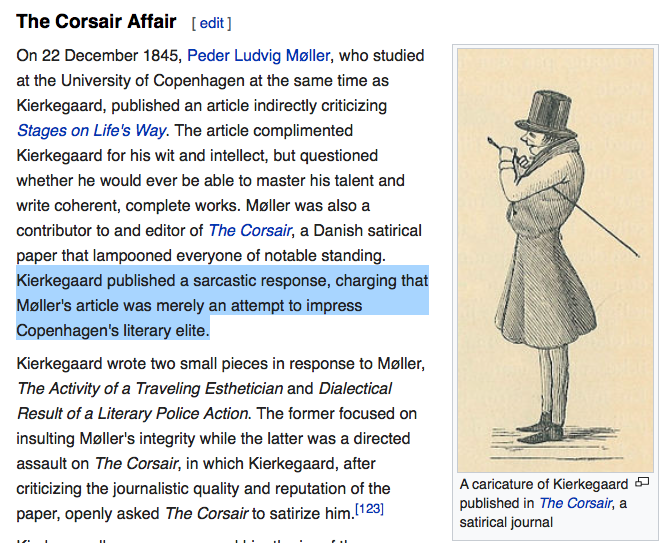 The Corsair Affair [ edit ]
On 22 December 1845, Peder Ludvig Møller, who studied
at the University of Copenhagen at the same time as
Kierkegaard, published an article indirectly criticizing
Stages on Life's Way. The article complimented
Kierkegaard for his wit and intellect, but questioned
whether he would ever be able to master his talent and
write coherent, complete works. Møller was also a
contributor to and editor of The Corsair, a Danish satirical
paper that lampooned everyone of notable standing.
Kierkegaard published a sarcastic response, charging that
Møller's article was merely an attempt to impress
Copenhagen's literary elite.
Kierkegaard wrote two small pieces in response to Møller,
The Activity of a Traveling Esthetician and Dialectical
Result of a Literary Police Action. The former focused on
insulting Møller's integrity while the latter was a directed
assault on The Corsair, in which Kierkegaard, after
criticizing the journalistic quality and reputation of the
paper, openly asked The Corsair to satirize him.[123]
A caricature of Kierkegaard
published in The Corsair, a
satirical journal